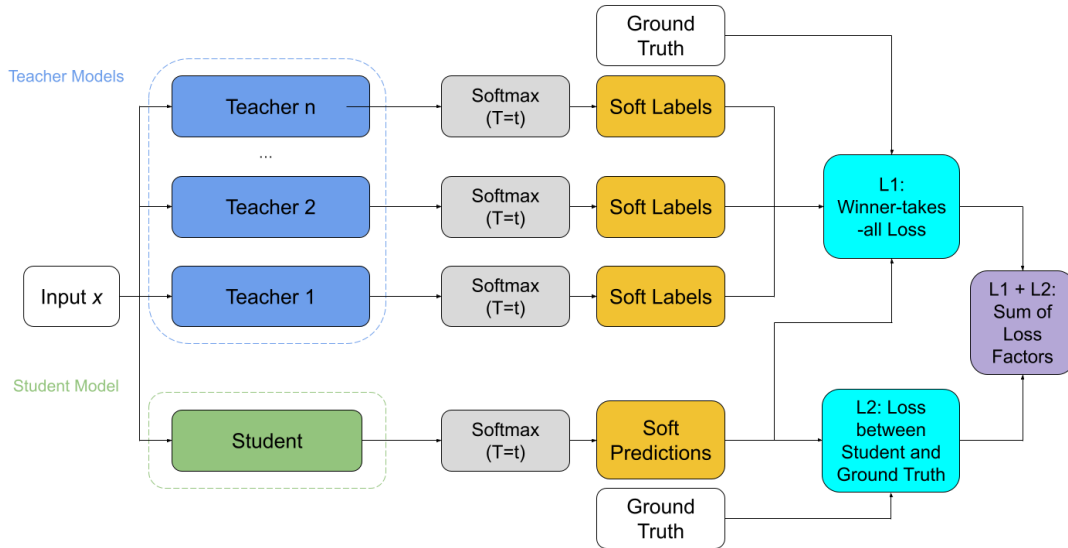 Ground
Truth
Teacher Models
Teacher n
Softmax
(T=t)
Soft Labels
...
Teacher 2
Softmax
(T=t)
Soft Labels
L1:
Winner-takes
-all Loss
Input x
Teacher 1
Softmax
(T=t)
Soft Labels
L1 + L2:
Sum of
Loss
Factors
Student Model
Student
Softmax
(T=t)
Soft
Predictions
L2: Loss
between
Student and
Ground Truth
Ground
Truth